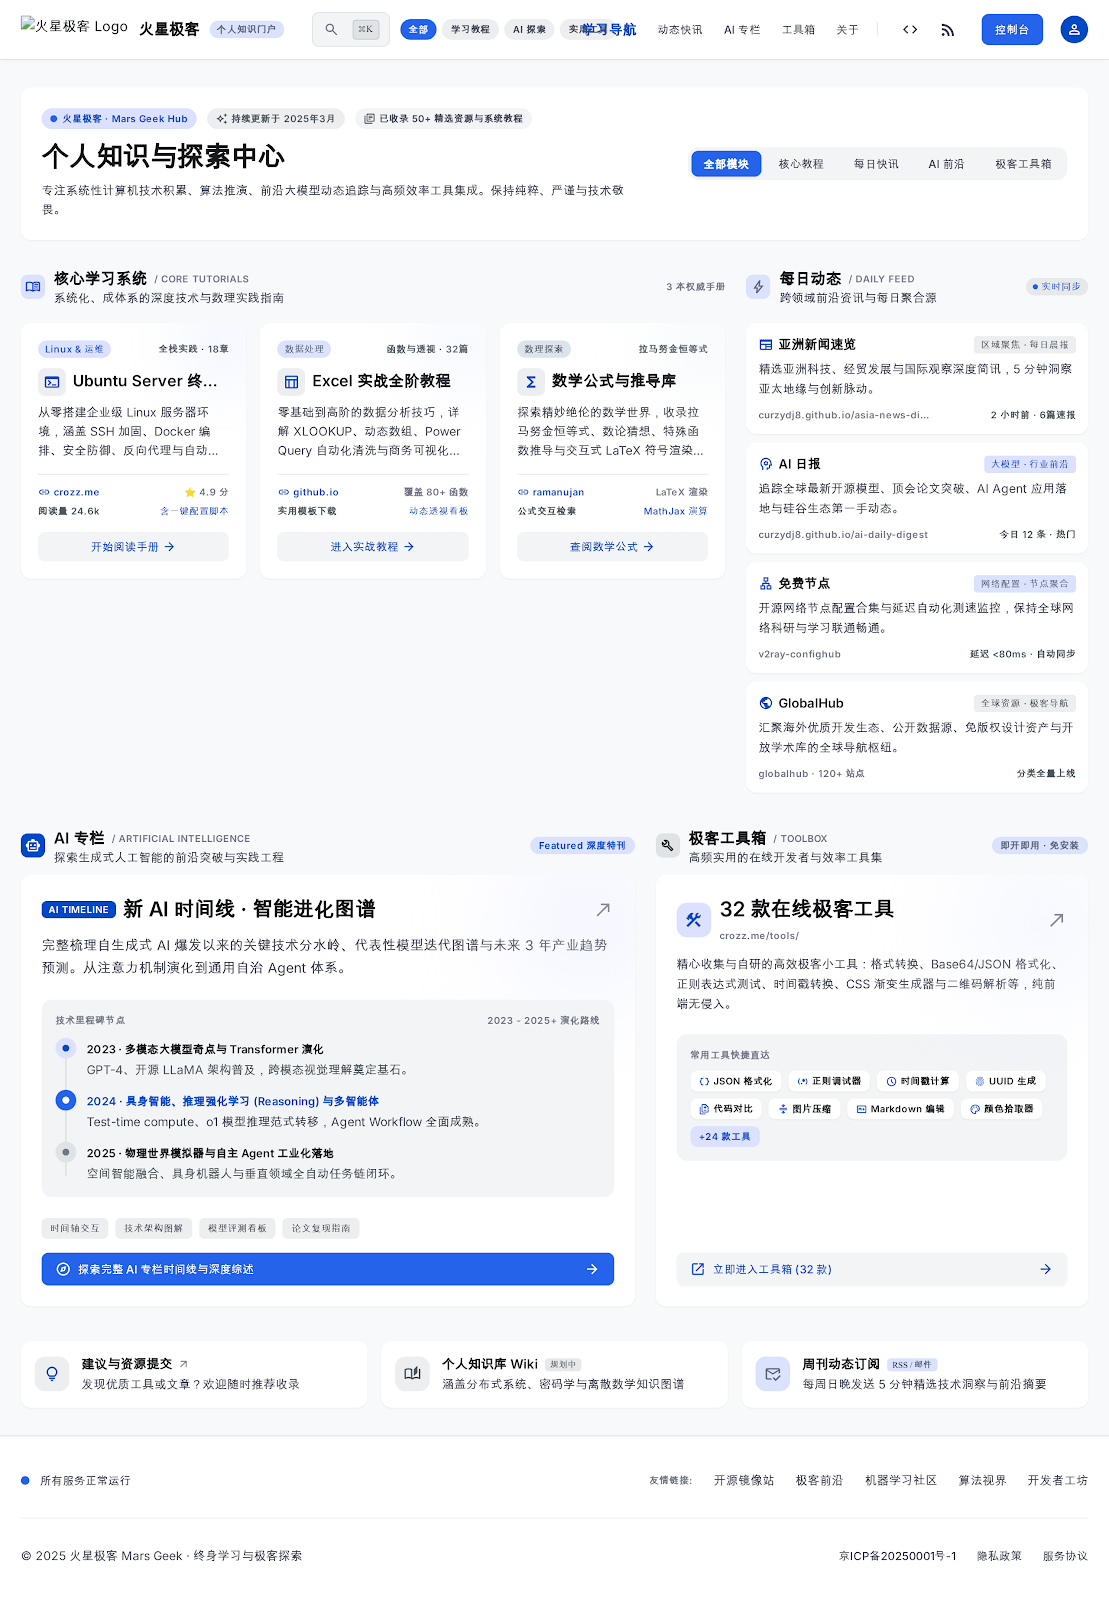 火星极客 Logo 火星极客 个人知识门户 ⌘K 全部 学习教程 AI 探索 学习导航 动态快讯 AI 专栏 工具箱 关于 控制台
火星极客 · Mars Geek Hub 持续更新于 2025年3月 已收录 50+ 精选资源与系统教程
个人知识与探索中心
专注系统性计算机技术积累、算法推演、前沿大模型动态追踪与高频效率工具集成。保持纯粹、严谨与技术敬
畏。
全部模块 核心教程 每日快讯 AI 前沿 极客工具箱
核心学习系统 / CORE TUTORIALS
系统化、成体系的深度技术与数理实践指南
3 本权威手册
Linux & 运维 全栈实践 · 18章
Ubuntu Server 终...
从零搭建企业级 Linux 服务器环
境，涵盖 SSH 加固、Docker 编
排、安全防御、反向代理与自动...
crozz.me ⭐ 4.9 分
阅读量 24.6k 含一键配置脚本
开始阅读手册 →
数据处理 函数与透视 · 32篇
Excel 实战全阶教程
零基础到高阶的数据分析技巧，详
解 XLOOKUP、动态数组、Power
Query 自动化清洗与商务可视化...
github.io 覆盖 80+ 函数
实用模板下载 动态透视看板
进入实战教程 →
数理探索 拉马努金恒等式
数学公式与推导库
探索精妙绝伦的数学世界，收录拉
马努金恒等式、数论猜想、特殊函
数推导与交互式 LaTeX 符号渲染...
ramanujan LaTeX 渲染
公式交互检索 MathJax 演算
查阅数学公式 →
每日动态 / DAILY FEED
跨领域前沿资讯与每日聚合源
实时同步
亚洲新闻速览 区域聚焦 · 每日晨报
精选亚洲科技、经贸发展与国际观察深度简讯，5 分钟洞察
亚太地缘与创新脉动。
curzydj8.github.io/asia-news-di... 2 小时前 · 6篇速报
AI 日报 大模型 · 行业前沿
追踪全球最新开源模型、顶会论文突破、AI Agent 应用落
地与硅谷生态第一手动态。
curzydj8.github.io/ai-daily-digest 今日 12 条 · 热门
免费节点 网络配置 · 节点聚合
开源网络节点配置合集与延迟自动化测速监控，保持全球网
络科研与学习联通畅通。
v2ray-confighub 延迟 <80ms · 自动同步
GlobalHub 全球资源 · 极客导航
汇聚海外优质开发生态、公开数据源、免版权设计资产与开
放学术库的全球导航枢纽。
globalhub · 120+ 站点 分类全量上线
AI 专栏 / ARTIFICIAL INTELLIGENCE
探索生成式人工智能的前沿突破与实践工程
Featured 深度特刊
AI TIMELINE 新 AI 时间线 · 智能进化图谱
完整梳理自生成式 AI 爆发以来的关键技术分水岭、代表性模型迭代图谱与未来 3 年产业趋势
预测。从注意力机制演化到通用自治 Agent 体系。
技术里程碑节点 2023 - 2025+ 演化路线
2023 · 多模态大模型奇点与 Transformer 演化
GPT-4、开源 LLaMA 架构普及，跨模态视觉理解奠定基石。
2024 · 具身智能、推理强化学习 (Reasoning) 与多智能体
Test-time compute、o1 模型推理范式转移，Agent Workflow 全面成熟。
2025 · 物理世界模拟器与自主 Agent 工业化落地
空间智能融合、具身机器人与垂直领域全自动任务链闭环。
时间轴交互 技术架构图解 模型评测看板 论文复现指南
探索完整 AI 专栏时间线与深度综述 →
极客工具箱 / TOOLBOX
高频实用的在线开发者与效率工具集
即开即用 · 免安装
32 款在线极客工具
crozz.me/tools/
精心收集与自研的高效极客小工具：格式转换、Base64/JSON 格式化、
正则表达式测试、时间戳转换、CSS 渐变生成器与二维码解析等，纯前
端无侵入。
常用工具快捷直达
JSON 格式化 正则调试器 时间戳计算 UUID 生成
代码对比 图片压缩 Markdown 编辑 颜色拾取器
+24 款工具
立即进入工具箱 (32 款) →
建议与资源提交
发现优质工具或文章？欢迎随时推荐收录
个人知识库 Wiki 规划中
涵盖分布式系统、密码学与离散数学知识图谱
周刊动态订阅 RSS / 邮件
每周日晚发送 5 分钟精选技术洞察与前沿摘要
所有服务正常运行
友情链接: 开源镜像站 极客前沿 机器学习社区 算法视界 开发者工坊
© 2025 火星极客 Mars Geek · 终身学习与极客探索
京ICP备20250001号-1 隐私政策 服务协议